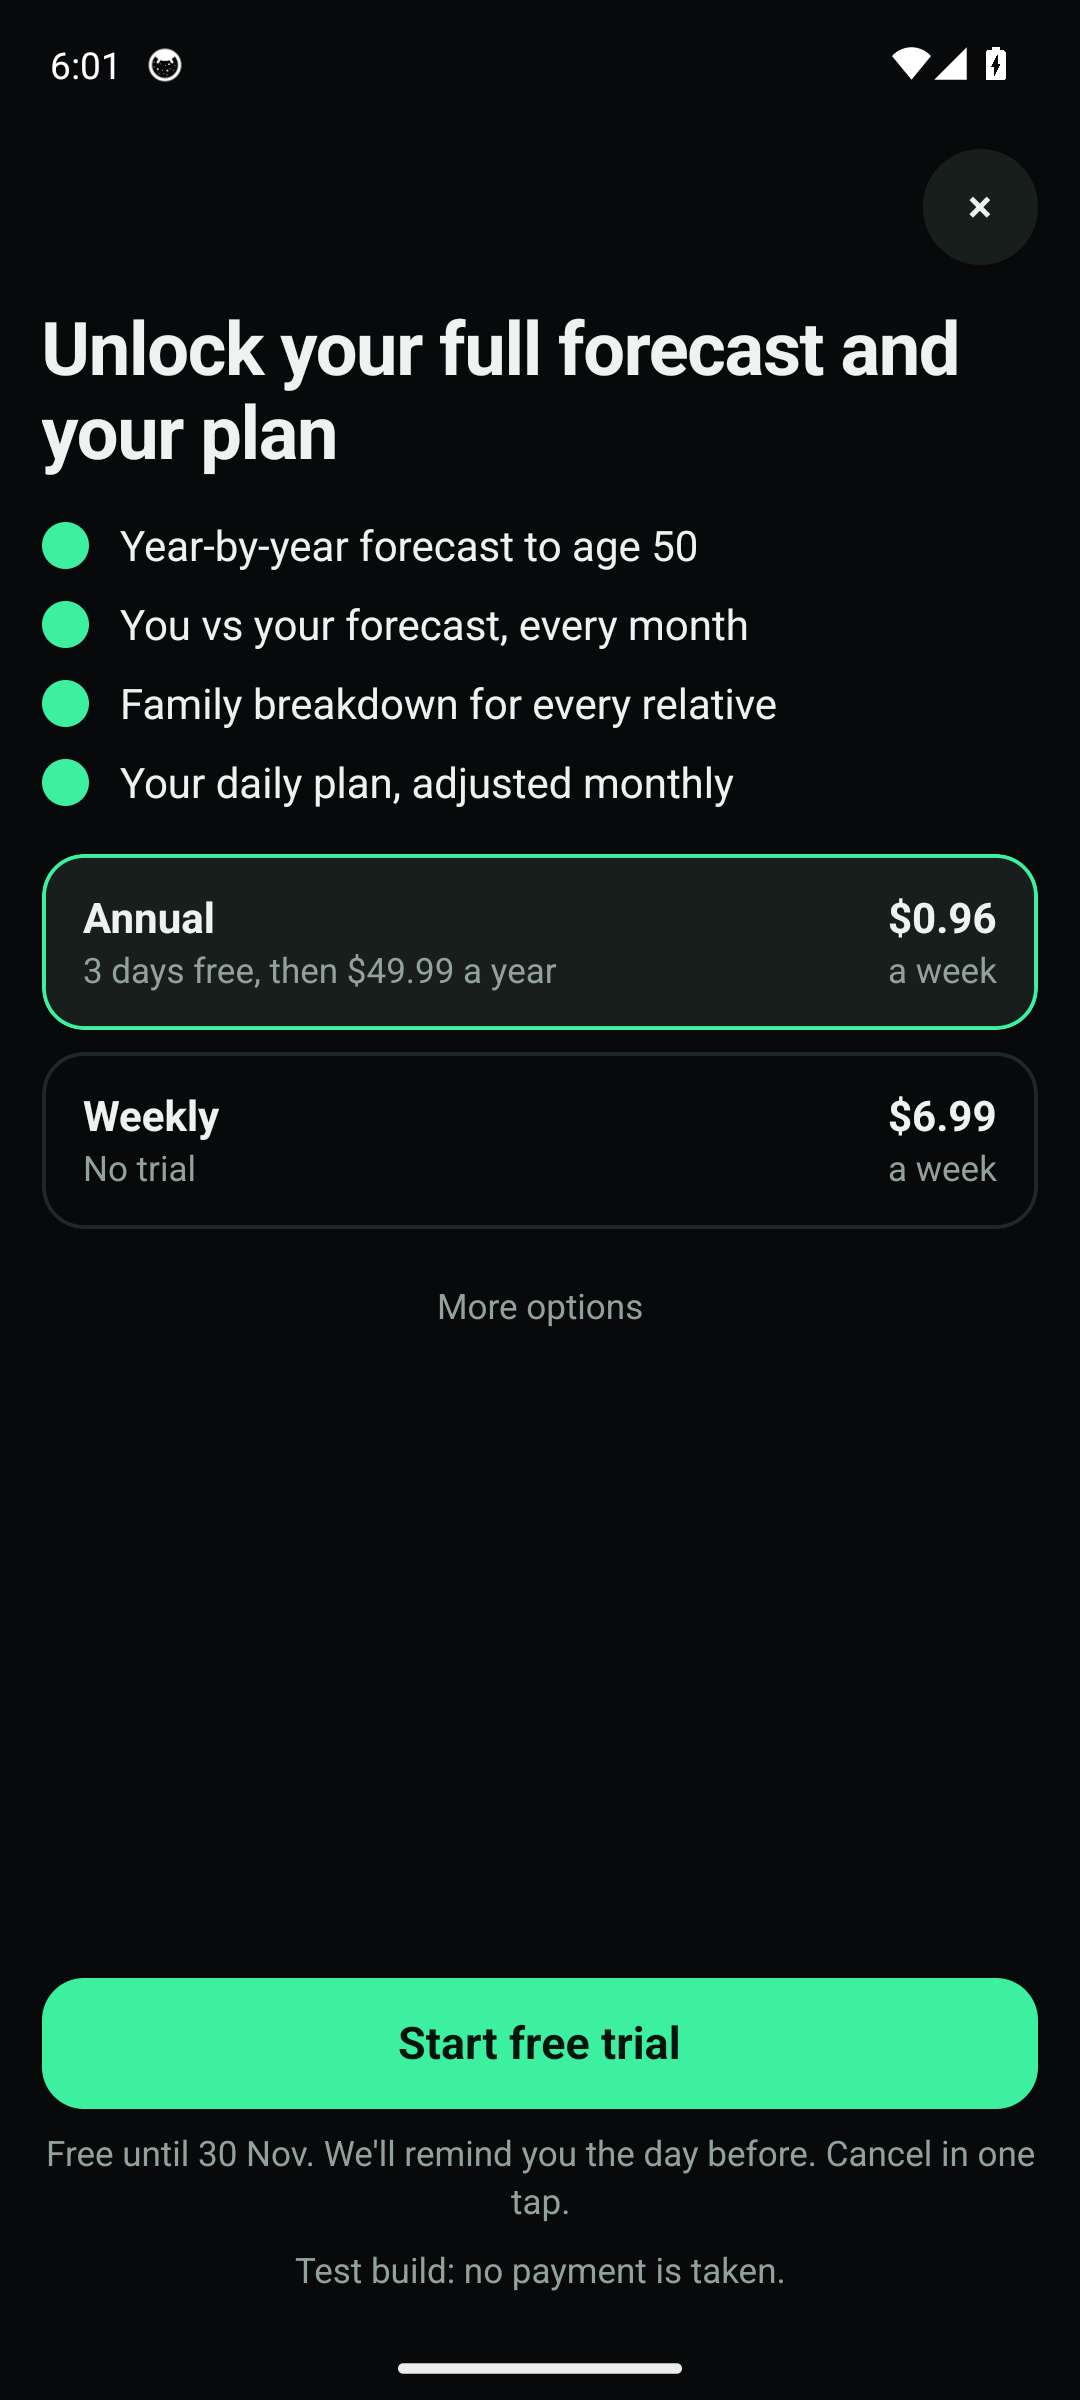 6:01
×
Unlock your full forecast and
your plan
Year-by-year forecast to age 50
You vs your forecast, every month
Family breakdown for every relative
Your daily plan, adjusted monthly
Annual
$0.96
3 days free, then $49.99 a year
a week
Weekly
$6.99
No trial
a week
More options
Start free trial
Free until 30 Nov. We'll remind you the day before. Cancel in one
tap.
Test build: no payment is taken.